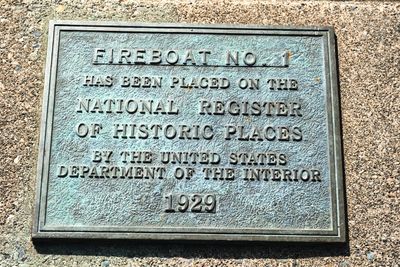 FIREBOAT NO. 1
HAS BEEN PLACED ON THE
NATIONAL REGISTER
OF HISTORIC PLACES
BY THE UNITED STATES
DEPARTMENT OF THE INTERIOR
1929